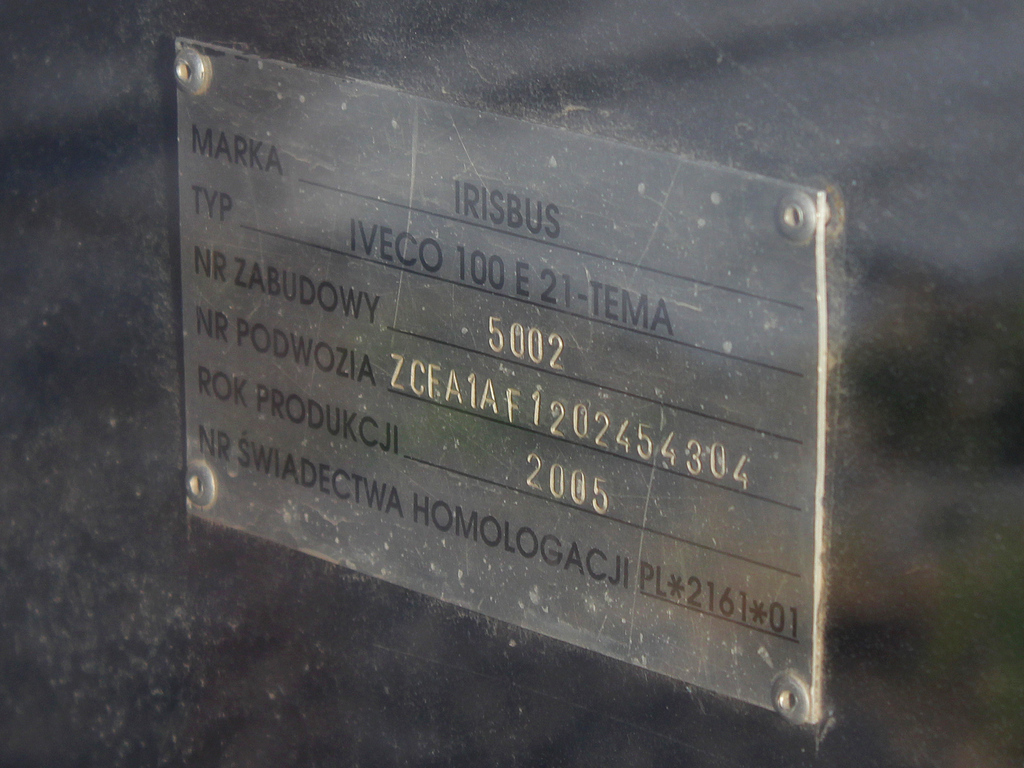 MARKA IRISBUS
TYP IVECO 100 E 21-TEMA
NR ZABUDOWY 5002
NR PODWOZIA ZCFA1AF1202454304
ROK PRODUKCJI 2005
NR ŚWIADECTWA HOMOLOGACJI PL*2161*01